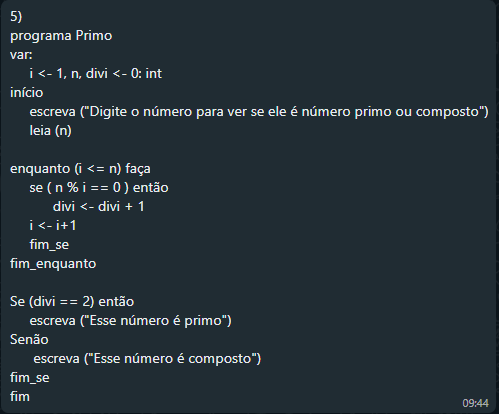 5)
programa Primo
var:
i <- 1, n, divi <- 0: int
início
escreva ("Digite o número para ver se ele é número primo ou composto")
leia (n)
enquanto (i <= n) faça
se ( n % i == 0 ) então
divi <- divi + 1
i <- i+1
fim_se
fim_enquanto
Se (divi == 2) então
escreva ("Esse número é primo")
Senão
escreva ("Esse número é composto")
fim_se
fim
09:44